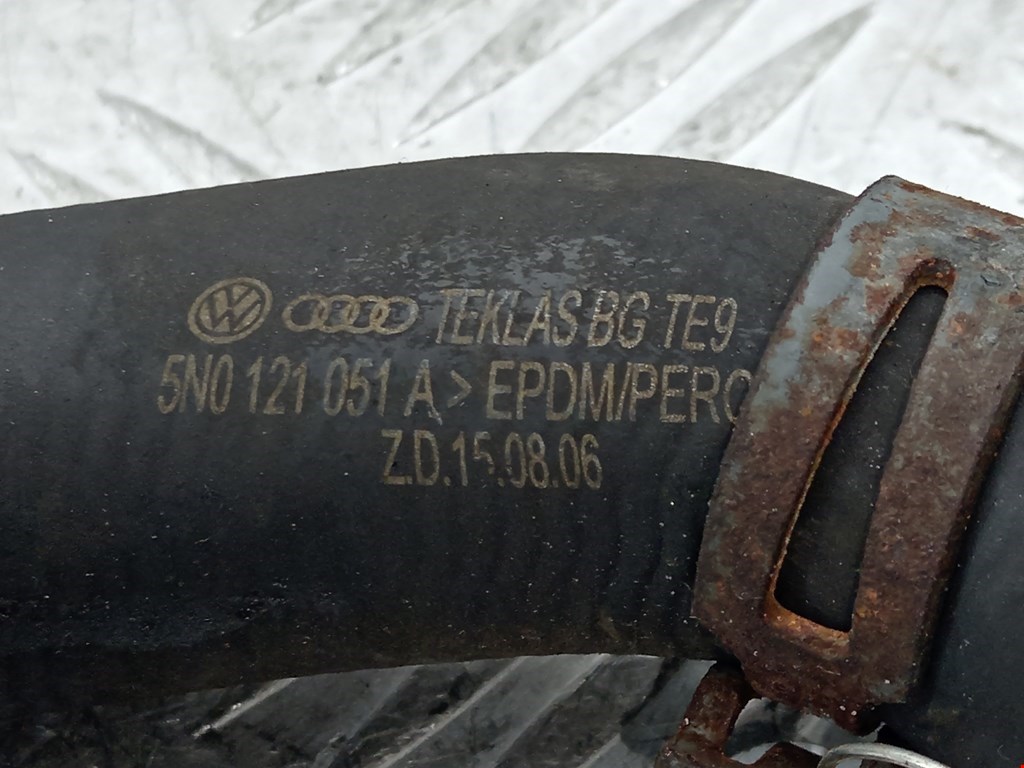 TEKLAS BG TE9
5N0 121 051 A > EPDM/PERO
Z.D.15.08.06